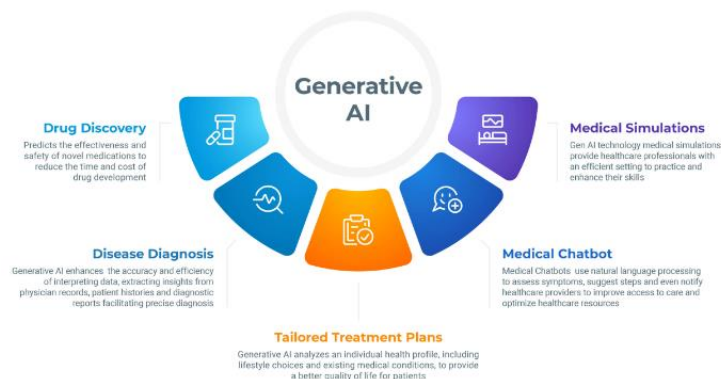 Generative
AI
Drug Discovery
Predicts the effectiveness and
safety of novel medications to
reduce the time and cost of
drug development
Medical Simulations
Gen AI technology medical simulations
provide healthcare professionals with
an efficient setting to practice and
enhance their skills
Disease Diagnosis
Generative AI enhances the accuracy and efficiency
of interpreting data, extracting insights from
physician records, patient histories and diagnostic
reports facilitating precise diagnosis
Medical Chatbot
Medical Chatbots use natural language processing
to assess symptoms, suggest steps and even notify
healthcare providers to improve access to care and
optimize healthcare resources
Tailored Treatment Plans
Generative AI analyzes an individual health profile, including
lifestyle choices and existing medical conditions, to provide
a better quality of life for patients